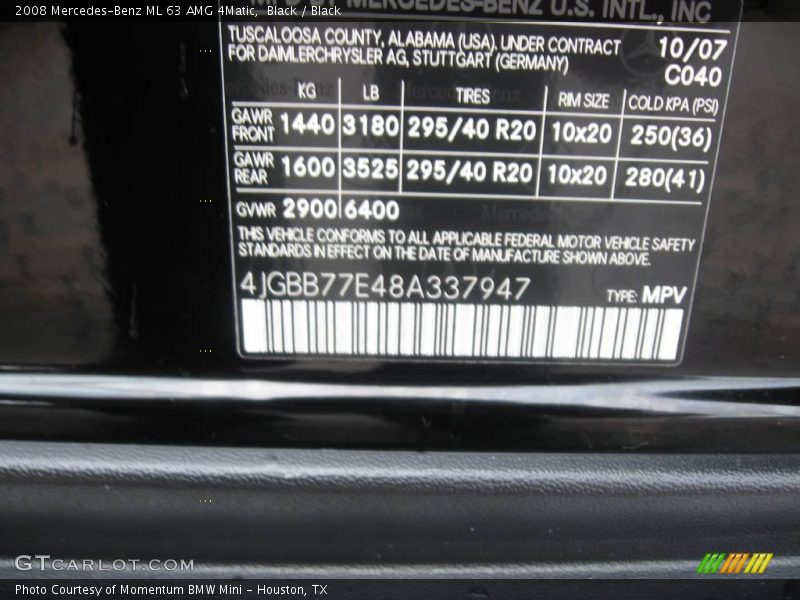 2008 Mercedes-Benz ML 63 AMG 4Matic, Black / Black
MERCEDES-BENZ U.S. INTL., INC
TUSCALOOSA COUNTY, ALABAMA (USA). UNDER CONTRACT 10/07
FOR DAIMLERCHRYSLER AG, STUTTGART (GERMANY) C040
KG LB TIRES RIM SIZE COLD KPA (PSI)
GAWR FRONT 1440 3180 295/40 R20 10x20 250(36)
GAWR REAR 1600 3525 295/40 R20 10x20 280(41)
GVWR 2900 6400
THIS VEHICLE CONFORMS TO ALL APPLICABLE FEDERAL MOTOR VEHICLE SAFETY
STANDARDS IN EFFECT ON THE DATE OF MANUFACTURE SHOWN ABOVE.
4JGBB77E48A337947 TYPE: MPV
GTCARLOT.COM
Photo Courtesy of Momentum BMW Mini - Houston, TX